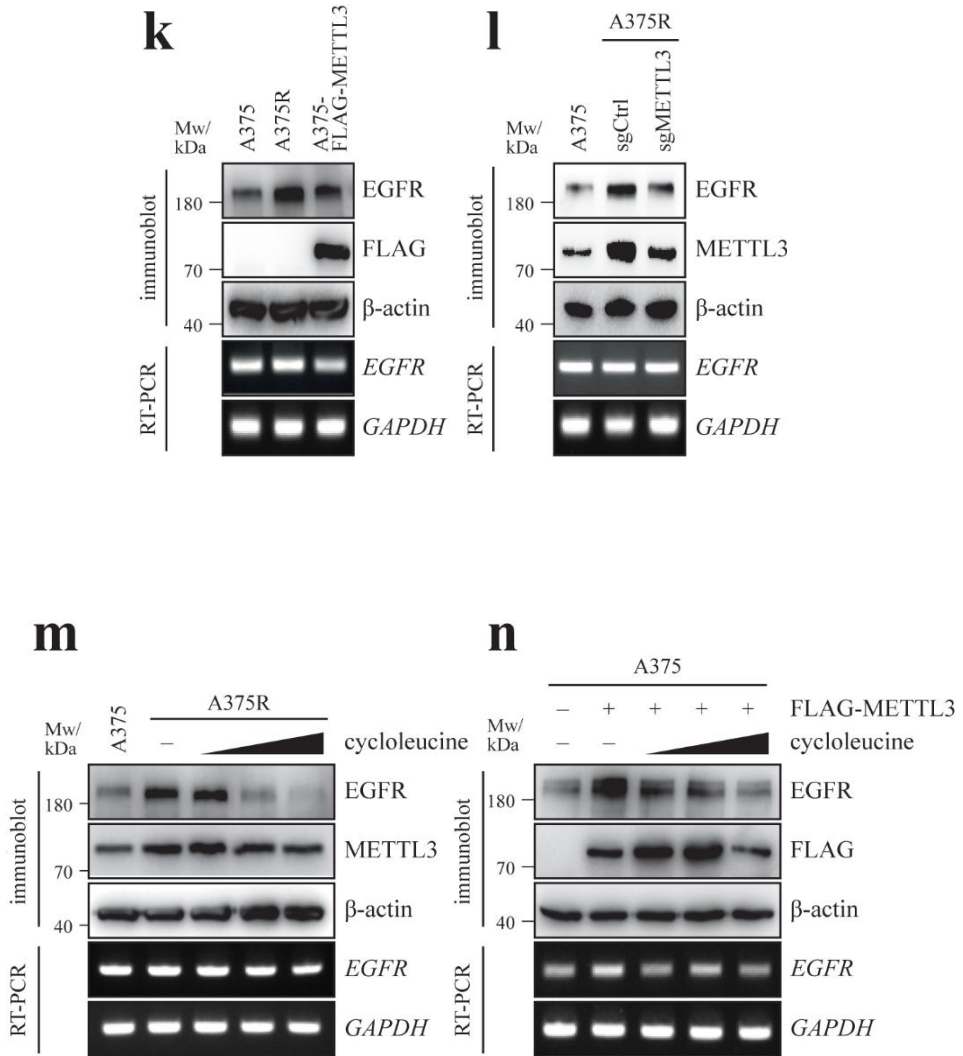 k
A375
A375R
A375-
FLAG-METTL3
Mw/
kDa
immunoblot
180
EGFR
70
FLAG
40
β-actin
RT-PCR
EGFR
GAPDH
l
A375R
A375
sgCtrl
sgMETTL3
Mw/
kDa
immunoblot
180
EGFR
70
METTL3
40
β-actin
RT-PCR
EGFR
GAPDH
m
A375R
A375
Mw/
kDa
– cycloleucine
immunoblot
180
EGFR
70
METTL3
40
β-actin
RT-PCR
EGFR
GAPDH
n
A375
– + + + + FLAG-METTL3
Mw/
kDa
– – cycloleucine
immunoblot
180
EGFR
70
FLAG
40
β-actin
RT-PCR
EGFR
GAPDH